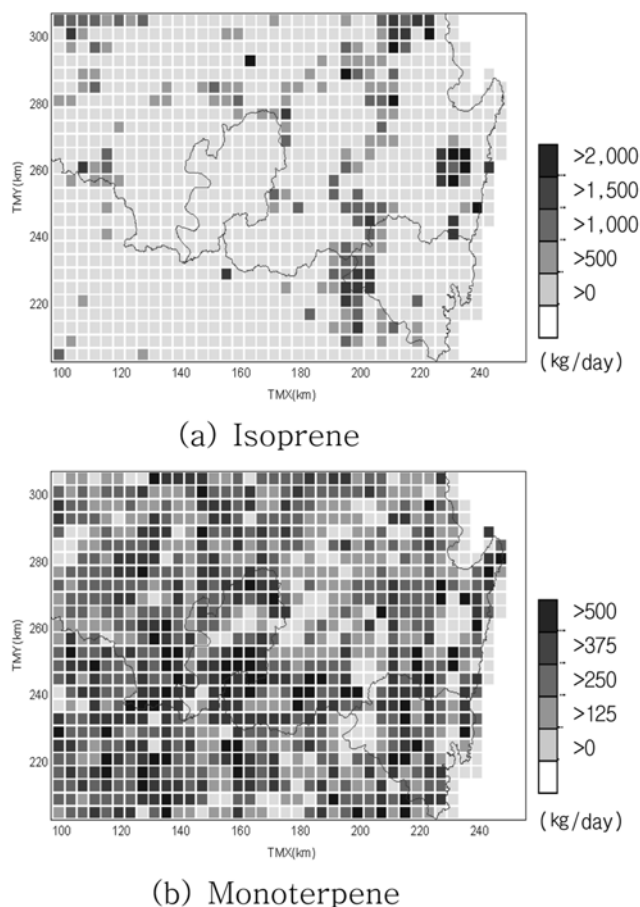 300
280
260
240
220
TMY(km)
100 120 140 160 180 200 220 240
TMX(km)
>2,000
>1,500
>1,000
>500
>0
(kg/day)
(a) Isoprene
300
280
260
240
220
TMY(km)
100 120 140 160 180 200 220 240
TMX(km)
>500
>375
>250
>125
>0
(kg/day)
(b) Monoterpene